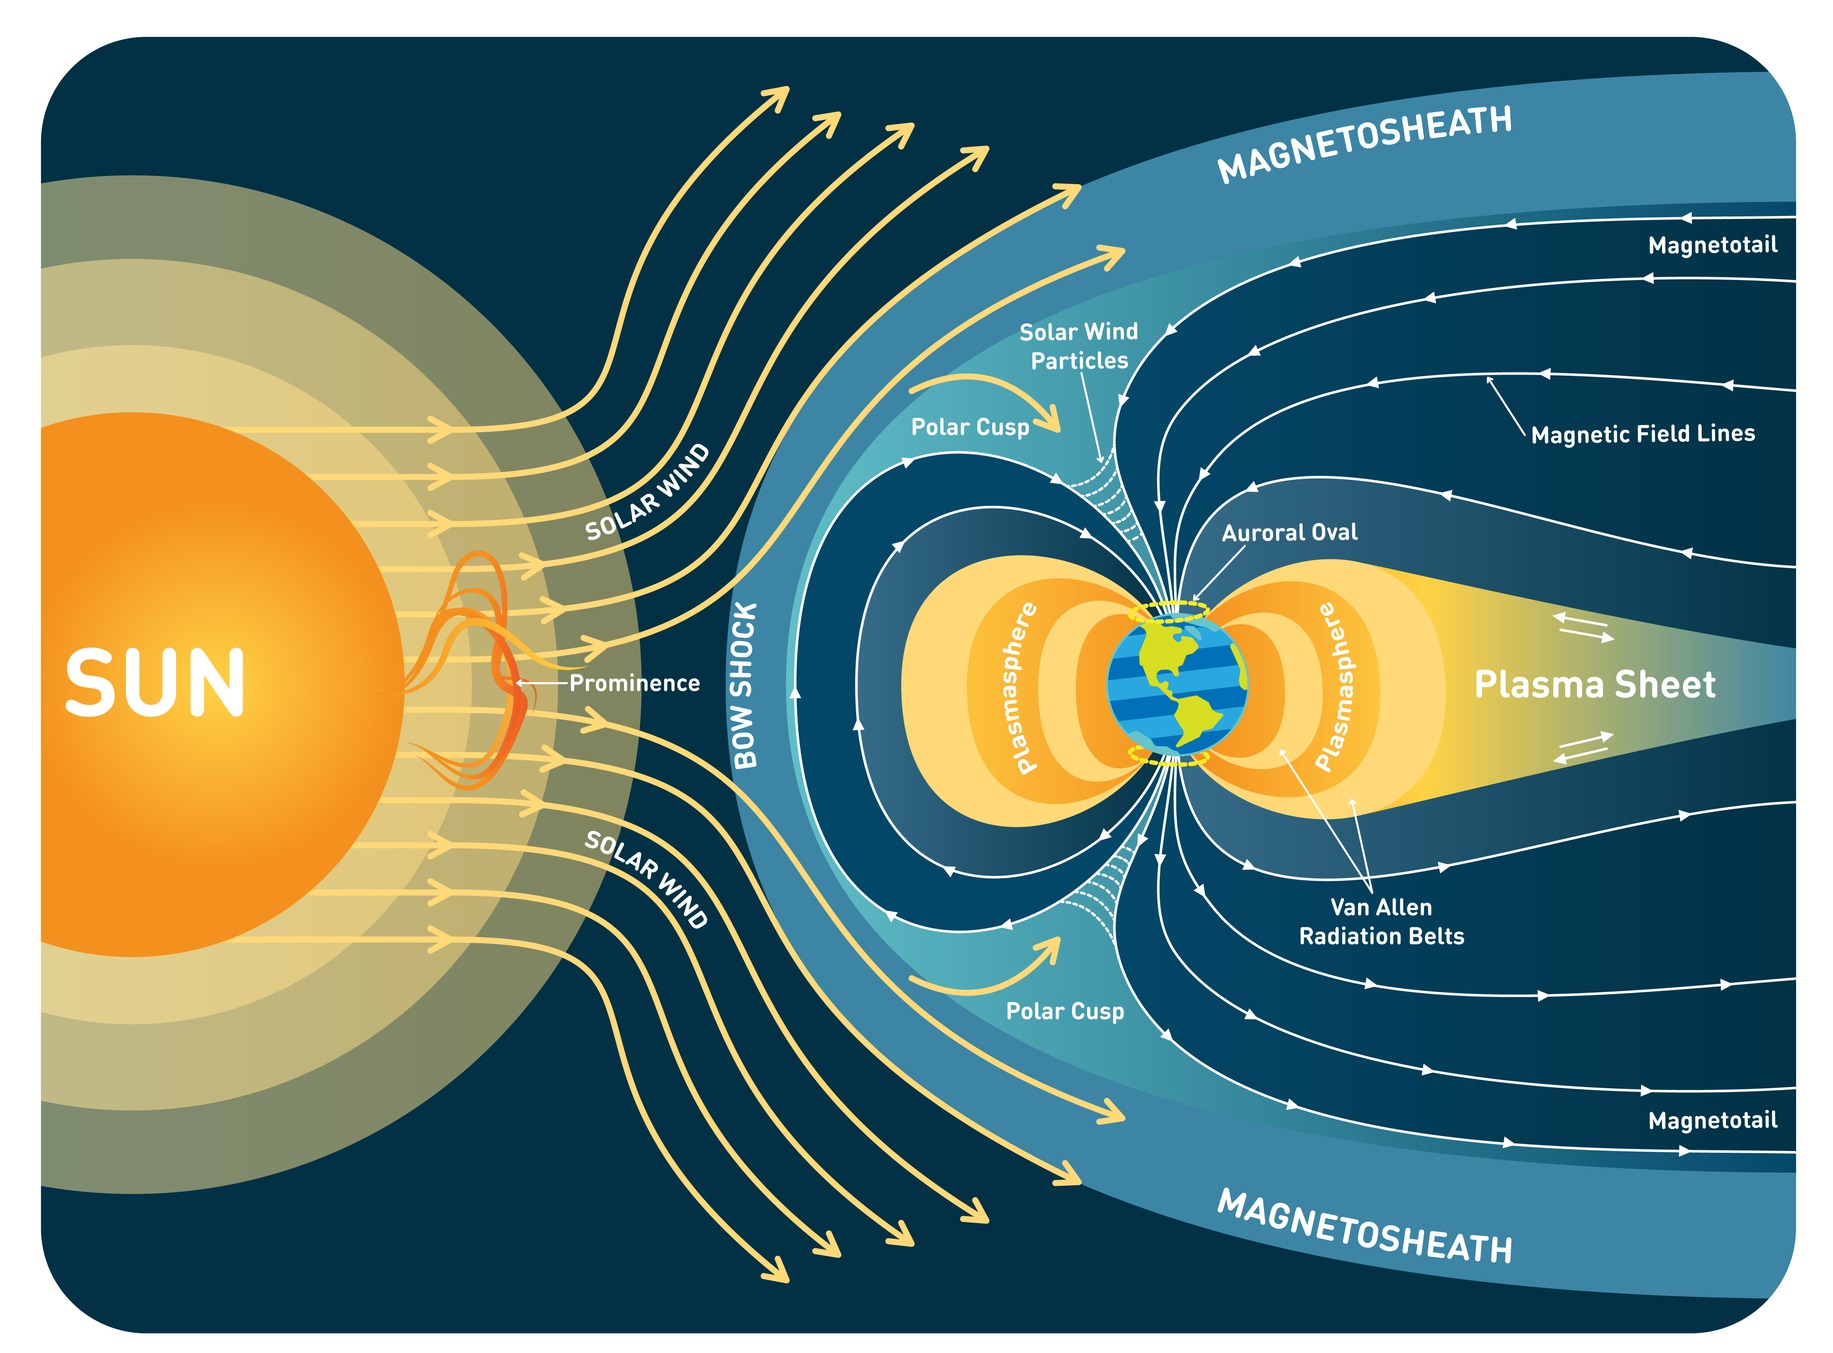 MAGNETOSHEATH
Magnetotail
Solar Wind
Particles
Polar Cusp
Magnetic Field Lines
SOLAR WIND
Auroral Oval
SUN
Prominence
BOW SHOCK
Plasmasphere
Plasmasphere
Plasma Sheet
SOLAR WIND
Van Allen
Radiation Belts
Polar Cusp
Magnetotail
MAGNETOSHEATH